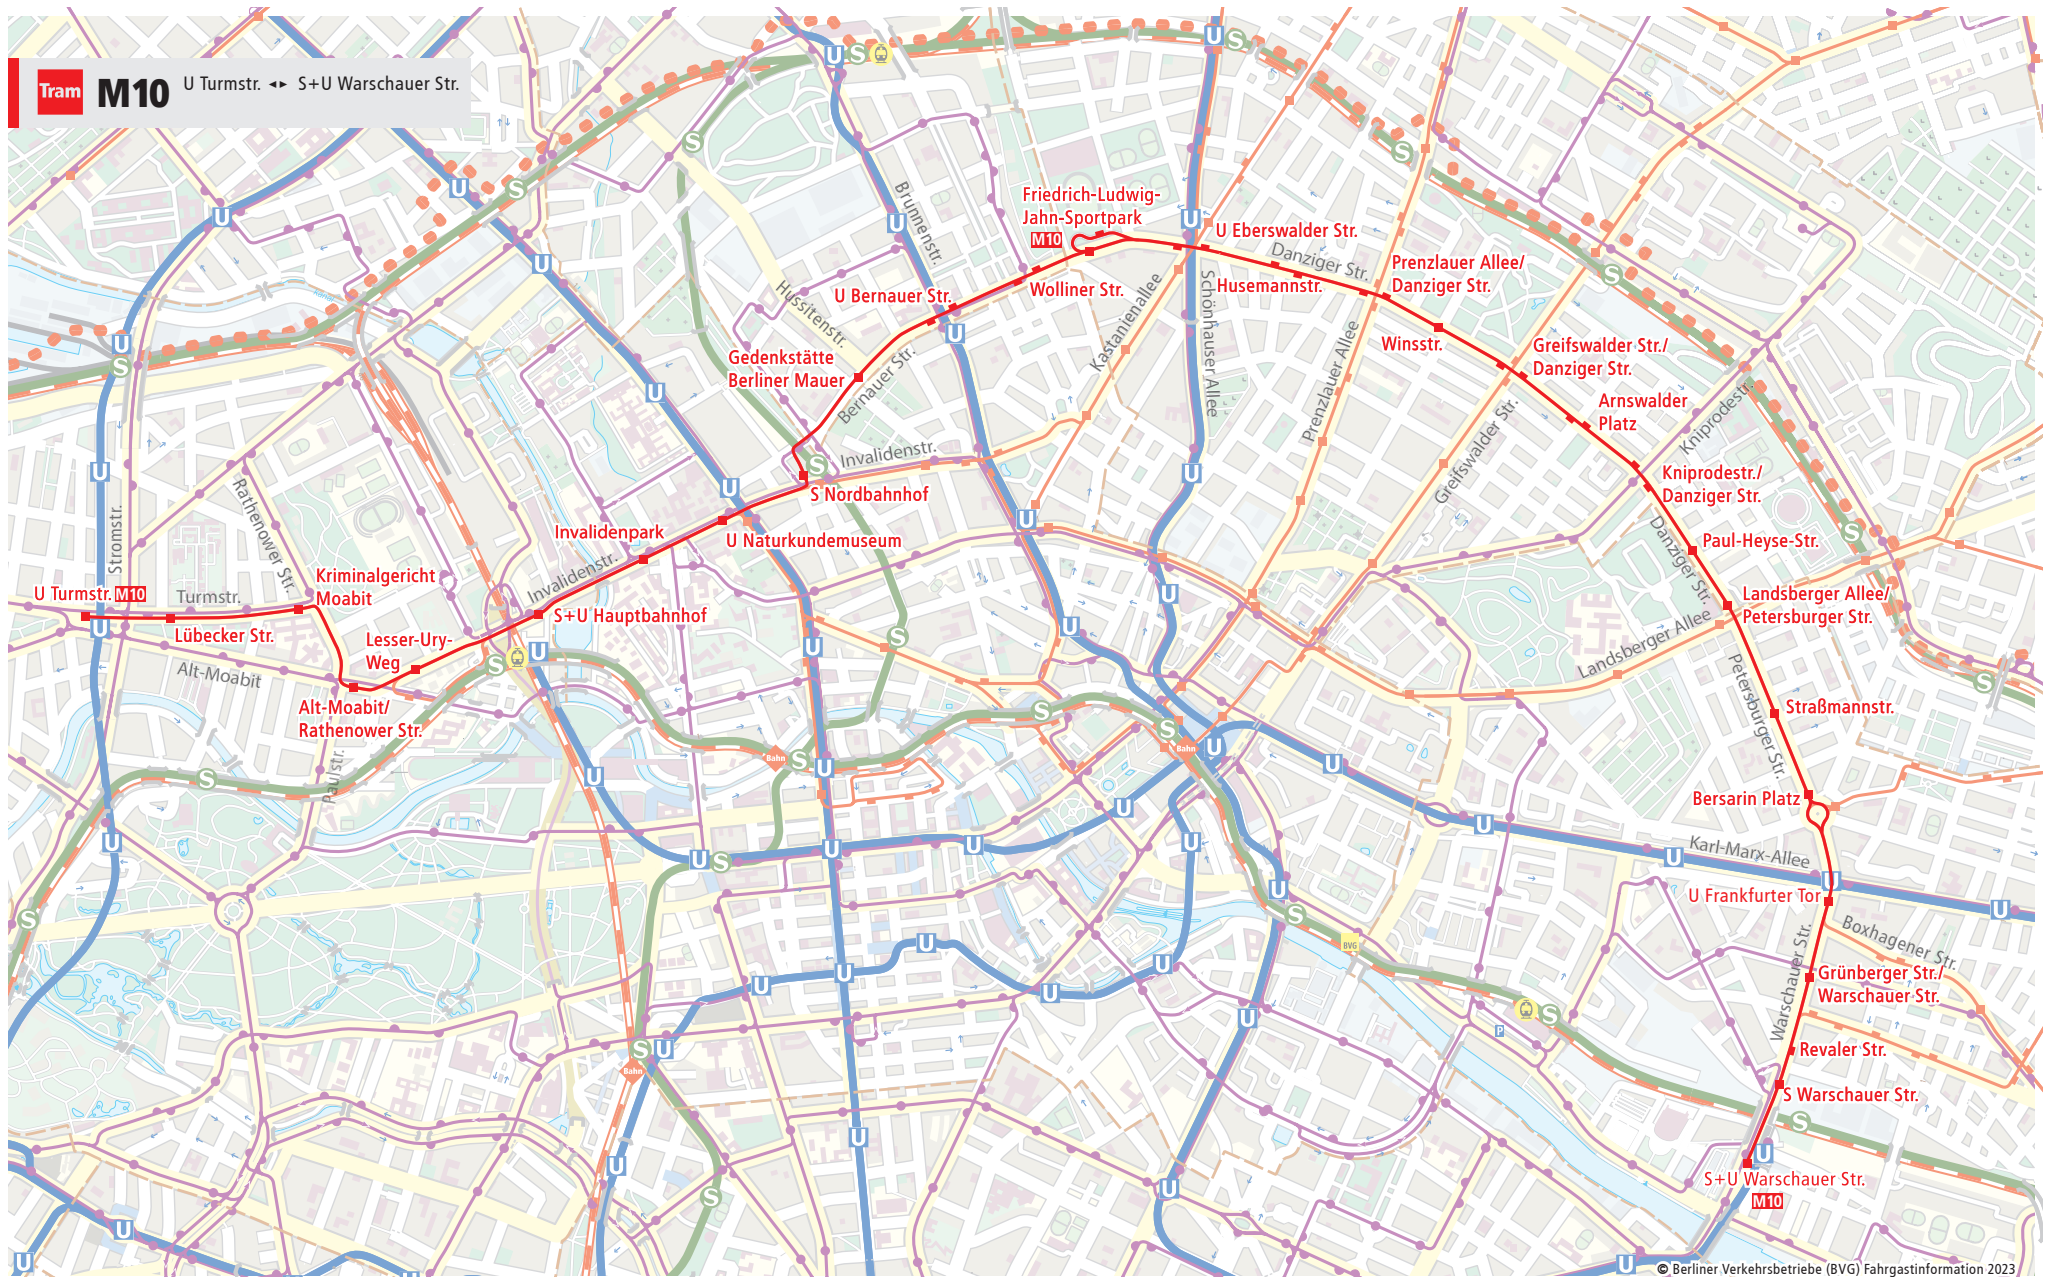 Tram
M10
U Turmstr. ◄► S+U Warschauer Str.
U Turmstr. M10
Lübecker Str.
Kriminalgericht
Moabit
Lesser-Ury-
Weg
Alt-Moabit/
Rathenower Str.
S+U Hauptbahnhof
Invalidenpark
U Naturkundemuseum
S Nordbahnhof
Gedenkstätte
Berliner Mauer
U Bernauer Str.
Wolliner Str.
Friedrich-Ludwig-
Jahn-Sportpark
M10
U Eberswalder Str.
Husemannstr.
Prenzlauer Allee/
Danziger Str.
Winsstr.
Greifswalder Str./
Danziger Str.
Arnswalder
Platz
Kniprodestr./
Danziger Str.
Paul-Heyse-Str.
Landsberger Allee/
Petersburger Str.
Straßmannstr.
Bersarin Platz
U Frankfurter Tor
Grünberger Str./
Warschauer Str.
Revaler Str.
S Warschauer Str.
S+U Warschauer Str.
M10
Stromstr.
Turmstr.
Rathenower Str.
Alt-Moabit
Paulstr.
Invalidenstr.
Invalidenstr.
Hussitenstr.
Brunnenstr.
Bernauer Str.
Kastanienallee
Schönhauser Allee
Danziger Str.
Prenzlauer Allee
Greifswalder Str.
Kniprodestr.
Danziger Str.
Landsberger Allee
Petersburger Str.
Karl-Marx-Allee
Boxhagener Str.
Warschauer Str.
Bahn
Bahn
Bahn
BVG
P
© Berliner Verkehrsbetriebe (BVG) Fahrgastinformation 2023